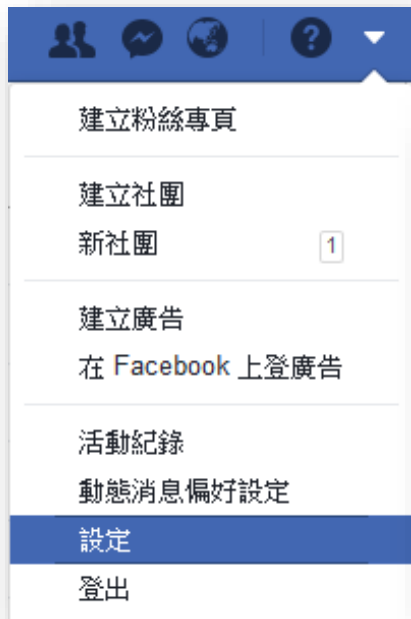 建立粉絲專頁
建立社團
新社團 1
建立廣告
在 Facebook 上登廣告
活動紀錄
動態消息偏好設定
設定
登出